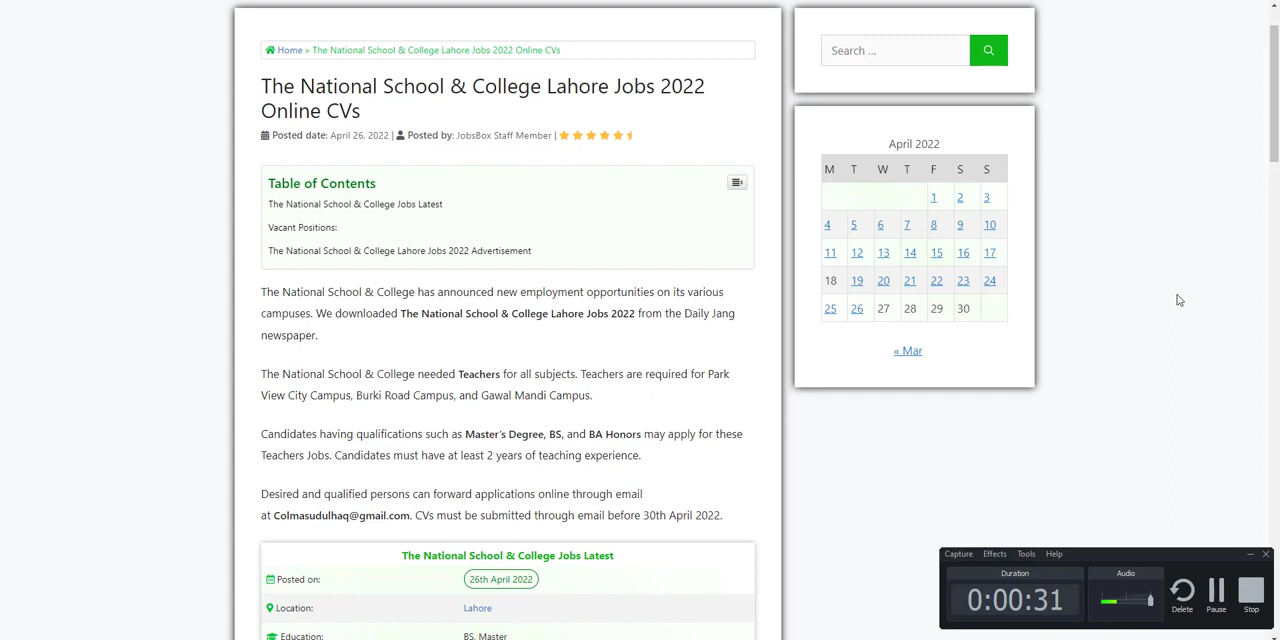 Home » The National School & College Lahore Jobs 2022 Online CVs
The National School & College Lahore Jobs 2022
Online CVs
Posted date: April 26, 2022 | Posted by: JobsBox Staff Member |
Table of Contents
The National School & College Jobs Latest
Vacant Positions:
The National School & College Lahore Jobs 2022 Advertisement
The National School & College has announced new employment opportunities on its various
campuses. We downloaded The National School & College Lahore Jobs 2022 from the Daily Jang
newspaper.
The National School & College needed Teachers for all subjects. Teachers are required for Park
View City Campus, Burki Road Campus, and Gawal Mandi Campus.
Candidates having qualifications such as Master's Degree, BS, and BA Honors may apply for these
Teachers Jobs. Candidates must have at least 2 years of teaching experience.
Desired and qualified persons can forward applications online through email
at Colmasudulhaq@gmail.com. CVs must be submitted through email before 30th April 2022.
The National School & College Jobs Latest
Posted on: 26th April 2022
Location: Lahore
Education: BS, Master
Search ...
April 2022
M T W T F S S
1 2 3
4 5 6 7 8 9 10
11 12 13 14 15 16 17
18 19 20 21 22 23 24
25 26 27 28 29 30
« Mar
Capture Effects Tools Help
Duration Audio
0:00:31
Delete Pause Stop